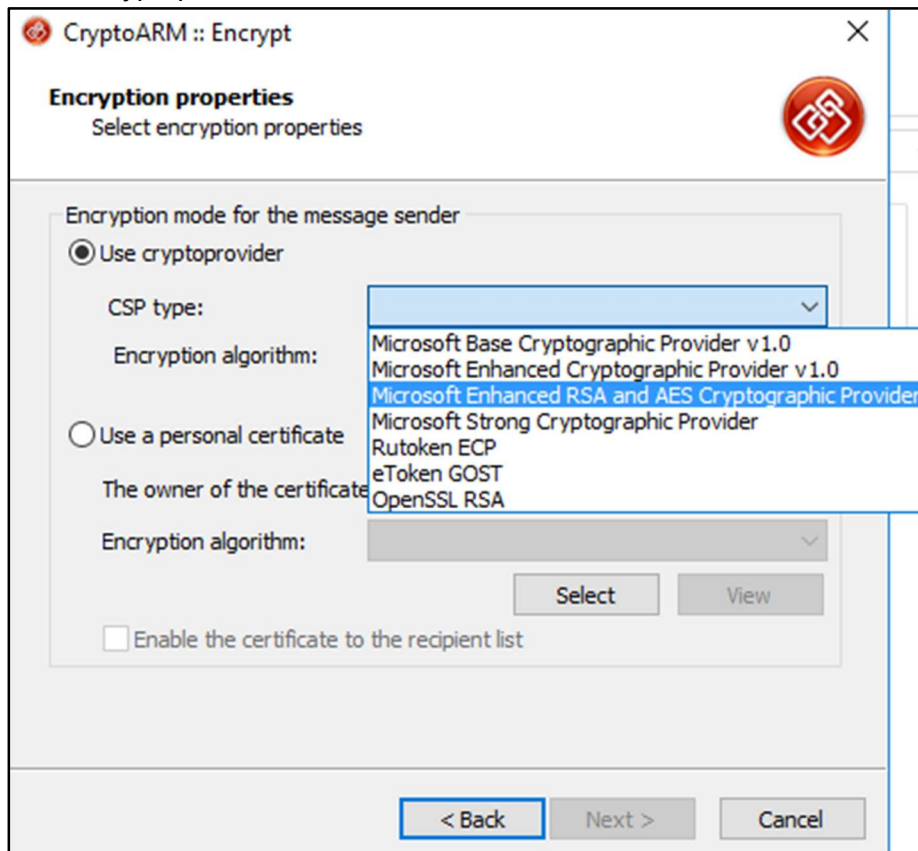 CryptoARM :: Encrypt
Encryption properties
Select encryption properties
Encryption mode for the message sender
Use cryptoprovider
CSP type:
Microsoft Base Cryptographic Provider v1.0
Microsoft Enhanced Cryptographic Provider v1.0
Encryption algorithm:
Microsoft Enhanced RSA and AES Cryptographic Provider
Microsoft Strong Cryptographic Provider
Use a personal certificate
Rutoken ECP
eToken GOST
The owner of the certificate
OpenSSL RSA
Encryption algorithm:
Select
View
Enable the certificate to the recipient list
< Back
Next >
Cancel